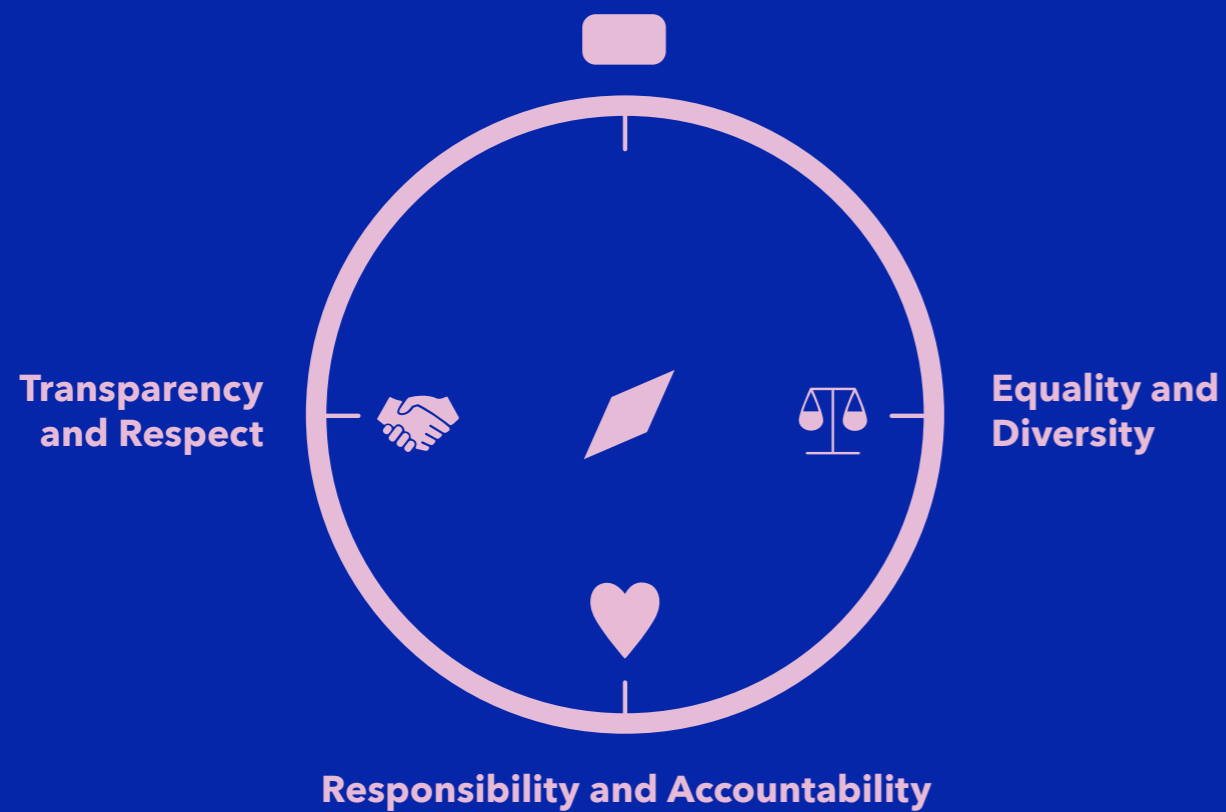 Transparency
and Respect
Equality and
Diversity
Responsibility and Accountability